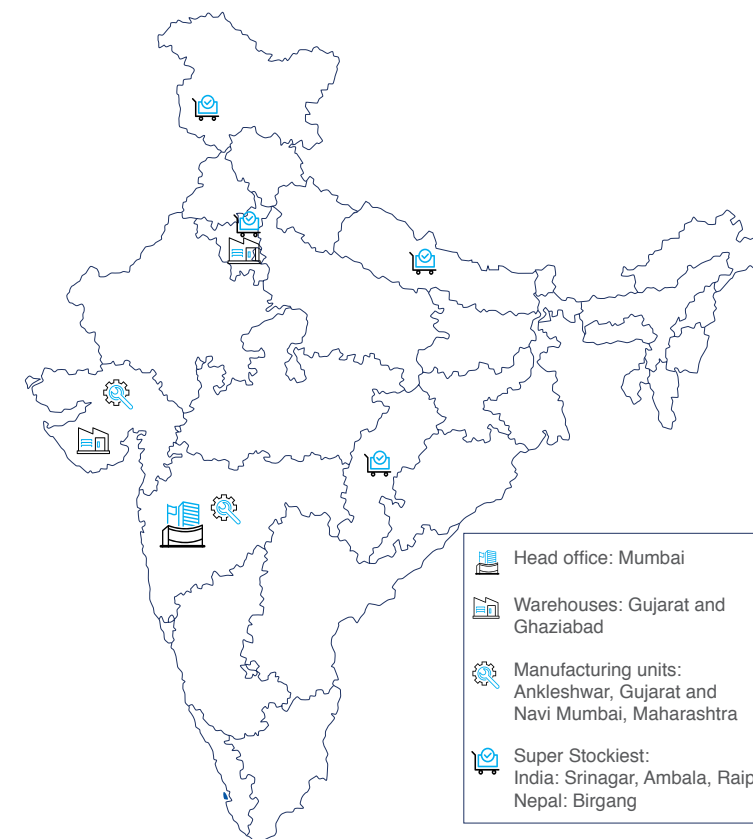 Head office: Mumbai
Warehouses: Gujarat and
Ghaziabad
Manufacturing units:
Ankleshwar, Gujarat and
Navi Mumbai, Maharashtra
Super Stockiest:
India: Srinagar, Ambala, Raip
Nepal: Birgang